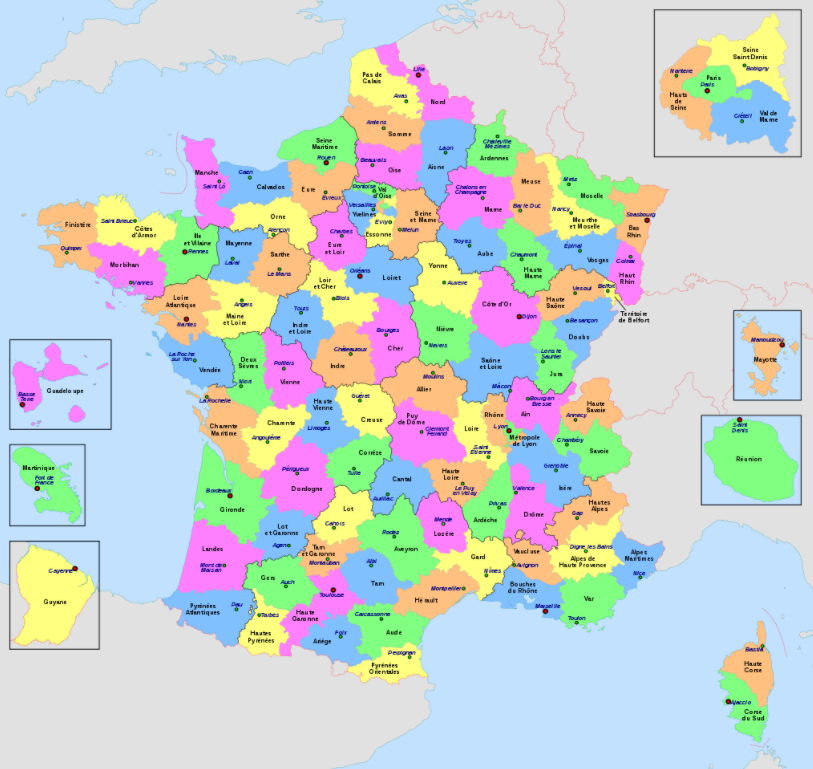 Pas de
Calais
Lille
Arras
Nord
Amiens
Somme
Seine
Maritime
Rouen
Beauvais
Oise
Laon
Aisne
Charleville
Mézières
Ardennes
Manche
Saint Lô
Caen
Calvados
Eure
Evreux
Pontoise
Val
d'Oise
Versailles
Yvelines
Evry
Essonne
Seine
et Marne
Melun
Chalons en
Champagne
Marne
Meuse
Bar le Duc
Metz
Moselle
Nancy
Meurthe
et Moselle
Strasbourg
Bas
Rhin
Finistère
Quimper
Saint Brieuc
Côtes
d'Armor
Morbihan
Vannes
Ille
et Vilaine
Rennes
Mayenne
Laval
Orne
Alençon
Sarthe
Le Mans
Chartres
Eure
et Loir
Loir
et Cher
Blois
Orléans
Loiret
Yonne
Auxerre
Troyes
Aube
Chaumont
Haute
Marne
Epinal
Vosges
Colmar
Haut
Rhin
Loire
Atlantique
Nantes
Angers
Maine
et Loire
Tours
Indre
et Loire
Bourges
Cher
Nièvre
Nevers
Côte d'Or
Dijon
Haute
Saône
Vesoul
Belfort
Territoire
de Belfort
Besançon
Doubs
La Roche
sur Yon
Vendée
Deux
Sèvres
Niort
Poitiers
Vienne
Châteauroux
Indre
Moulins
Allier
Saône
et Loire
Mâcon
Lons le
Saunier
Jura
La Rochelle
Charente
Maritime
Charente
Angoulême
Haute
Vienne
Limoges
Guéret
Creuse
Puy
de Dôme
Clermont
Ferrand
Loire
Saint
Etienne
Rhône
Lyon
Métropole
de Lyon
Bourg en
Bresse
Ain
Annecy
Haute
Savoie
Chambéry
Savoie
Bordeaux
Gironde
Périgueux
Dordogne
Corrèze
Tulle
Cantal
Aurillac
Haute
Loire
Le Puy
en Velay
Privas
Ardèche
Valence
Drôme
Grenoble
Isère
Hautes
Alpes
Gap
Landes
Mont de
Marsan
Lot
et Garonne
Agen
Lot
Cahors
Tarn
et Garonne
Montauban
Rodez
Aveyron
Mende
Lozère
Gard
Nîmes
Vaucluse
Avignon
Digne les Bains
Alpes de
Haute Provence
Alpes
Maritimes
Nice
Pyrénées
Atlantiques
Pau
Gers
Auch
Tarbes
Hautes
Pyrénées
Toulouse
Haute
Garonne
Albi
Tarn
Foix
Ariège
Carcassonne
Aude
Montpellier
Hérault
Perpignan
Pyrénées
Orientales
Bouches
du Rhône
Marseille
Var
Toulon
Bastia
Haute
Corse
Ajaccio
Corse
du Sud
Nanterre
Hauts
de
Seine
Paris
Paris
Seine
Saint Denis
Bobigny
Créteil
Val de
Marne
Basse
Terre
Guadeloupe
Martinique
Fort de
France
Cayenne
Guyane
Mamoudzou
Mayotte
Saint
Denis
Réunion